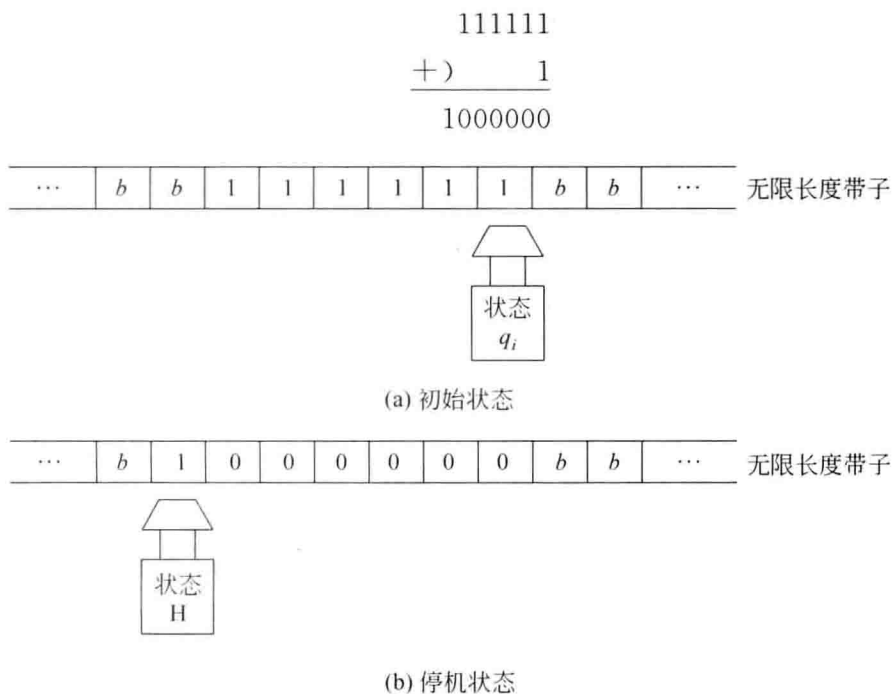 111111
＋） 1
1000000
… b b 1 1 1 1 1 1 b b … 无限长度带子
状态
qᵢ
(a) 初始状态
… b 1 0 0 0 0 0 0 b b … 无限长度带子
状态
H
(b) 停机状态